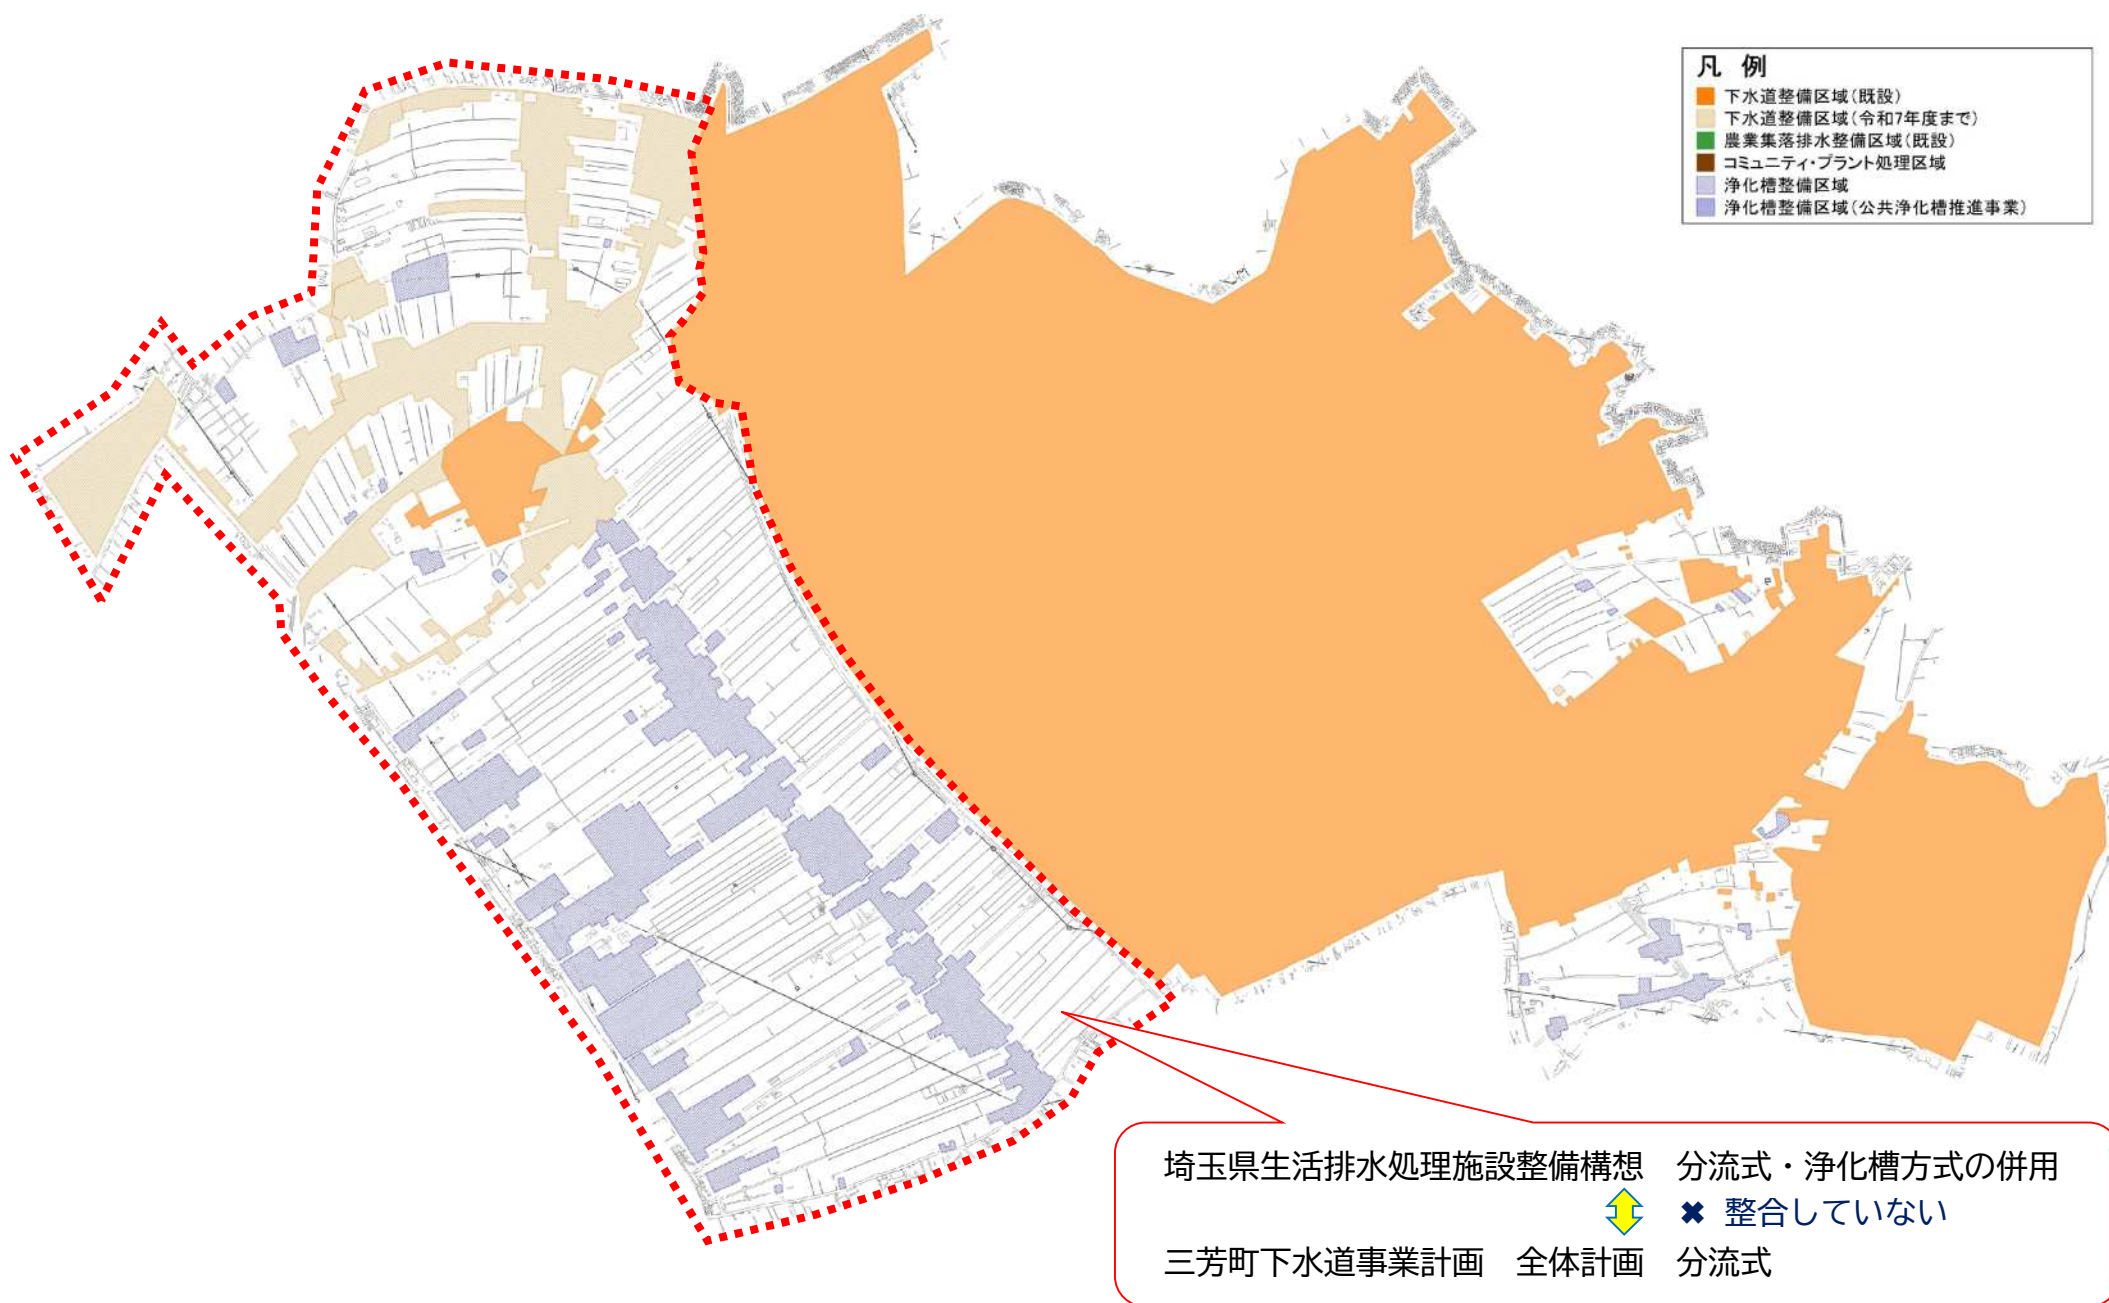 凡 例
下水道整備区域(既設)
下水道整備区域(令和7年度まで)
農業集落排水整備区域(既設)
コミュニティ・プラント処理区域
浄化槽整備区域
浄化槽整備区域(公共浄化槽推進事業)
埼玉県生活排水処理施設整備構想　分流式・浄化槽方式の併用
✖ 整合していない
三芳町下水道事業計画　全体計画　分流式